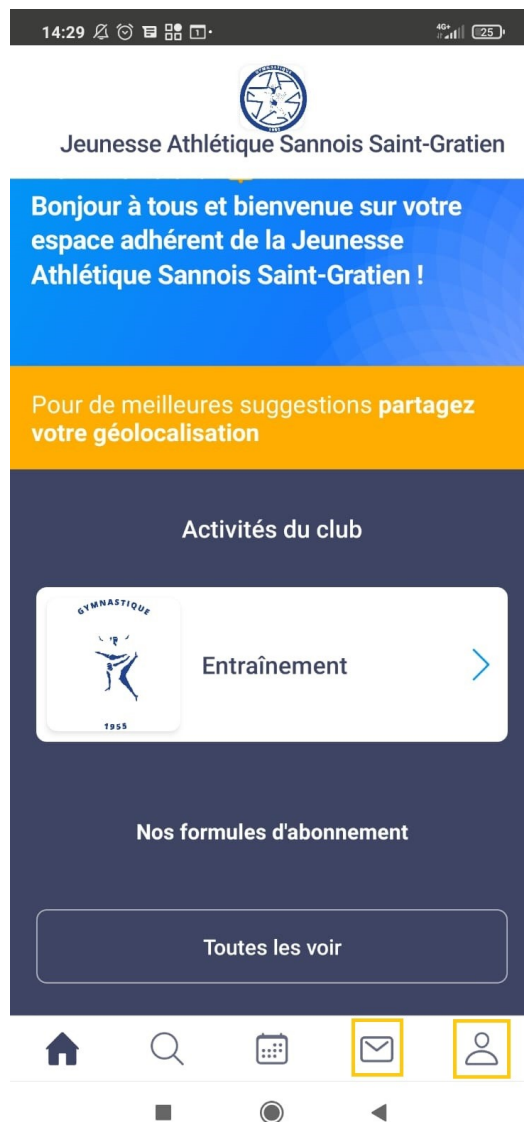 14:29
4G+
25
GYMNASTIQUE
1955
Jeunesse Athlétique Sannois Saint-Gratien
Bonjour à tous et bienvenue sur votre
espace adhérent de la Jeunesse
Athlétique Sannois Saint-Gratien !
Pour de meilleures suggestions partagez
votre géolocalisation
Activités du club
GYMNASTIQUE
1955
Entraînement
Nos formules d'abonnement
Toutes les voir